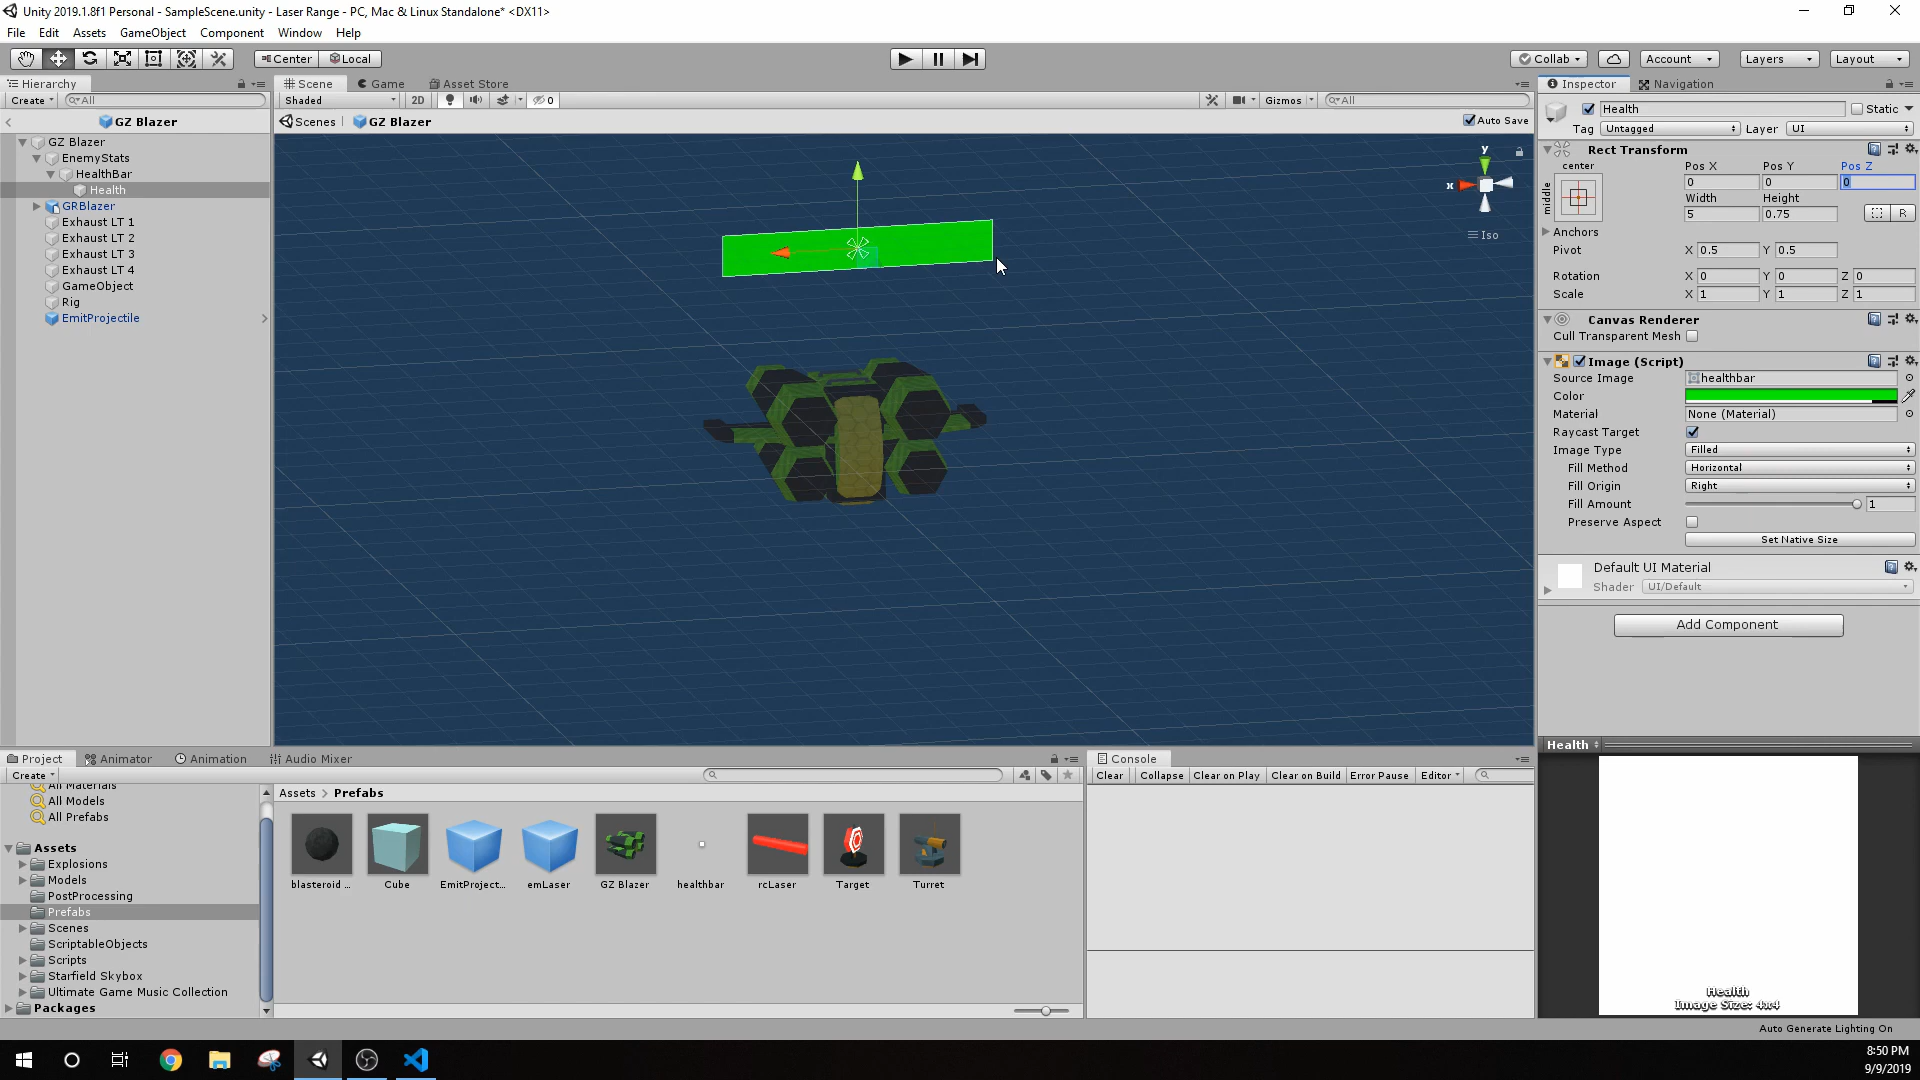 Unity 2019.1.8f1 Personal - SampleScene.unity - Laser Range - PC, Mac & Linux Standalone* <DX11>
File Edit Assets GameObject Component Window Help
Center Local
Collab Account Layers Layout
Hierarchy
Create All
GZ Blazer
GZ Blazer
EnemyStats
HealthBar
Health
GRBlazer
Exhaust LT 1
Exhaust LT 2
Exhaust LT 3
Exhaust LT 4
GameObject
Rig
EmitProjectile
Scene Game Asset Store
Shaded 2D 0 Gizmos All
Scenes GZ Blazer Auto Save
y
x
Iso
Inspector Navigation
Health Static
Tag Untagged Layer UI
Rect Transform
center Pos X Pos Y Pos Z
middle 0 0 0
Width Height
5 0.75 R
Anchors
Pivot X 0.5 Y 0.5
Rotation X 0 Y 0 Z 0
Scale X 1 Y 1 Z 1
Canvas Renderer
Cull Transparent Mesh
Image (Script)
Source Image healthbar
Color
Material None (Material)
Raycast Target
Image Type Filled
Fill Method Horizontal
Fill Origin Right
Fill Amount 1
Preserve Aspect
Set Native Size
Default UI Material
Shader UI/Default
Add Component
Health
Health
Image Size: 4x4
Project Animator Animation Audio Mixer
Create
All Materials
All Models
All Prefabs
Assets
Explosions
Models
PostProcessing
Prefabs
Scenes
ScriptableObjects
Scripts
Starfield Skybox
Ultimate Game Music Collection
Packages
Assets > Prefabs
blasteroid ... Cube EmitProject... emLaser GZ Blazer healthbar rcLaser Target Turret
Console
Clear Collapse Clear on Play Clear on Build Error Pause Editor
Auto Generate Lighting On
8:50 PM
9/9/2019